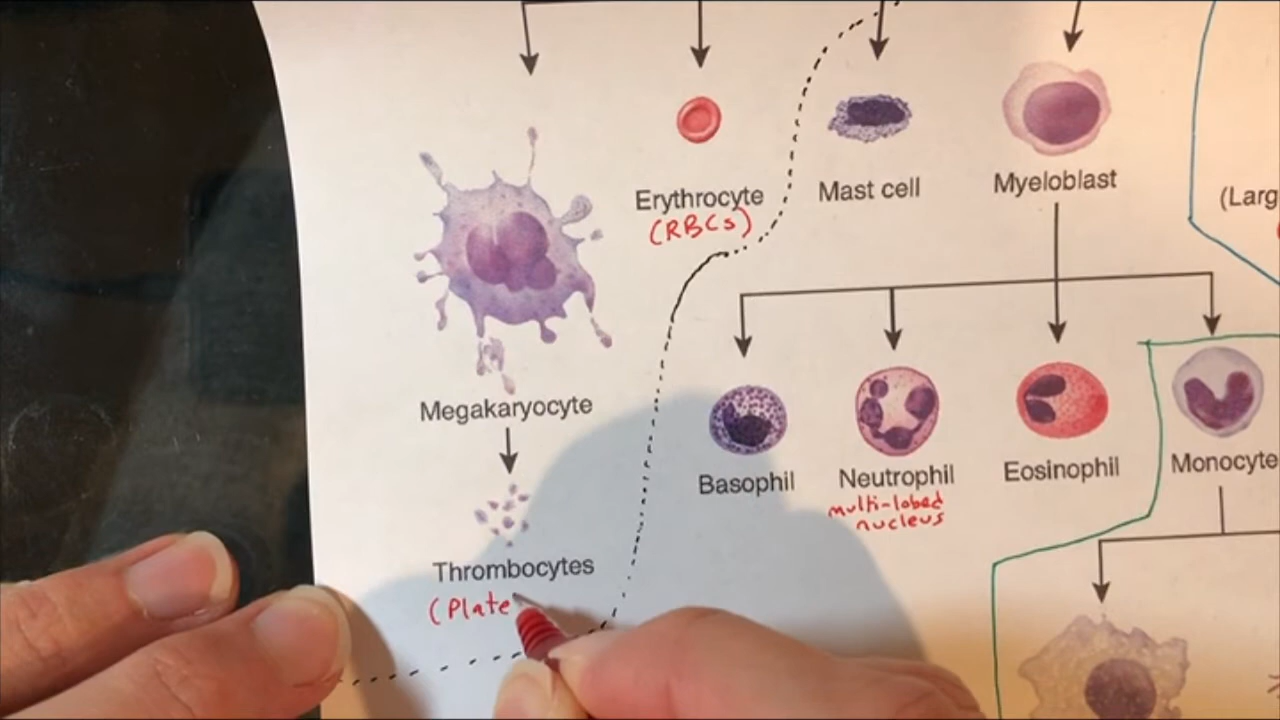 Erythrocyte
(RBCs)
Mast cell
Myeloblast
(Larg
Megakaryocyte
Basophil
Neutrophil
multi-lobed
nucleus
Eosinophil
Monocyte
Thrombocytes
(Plate